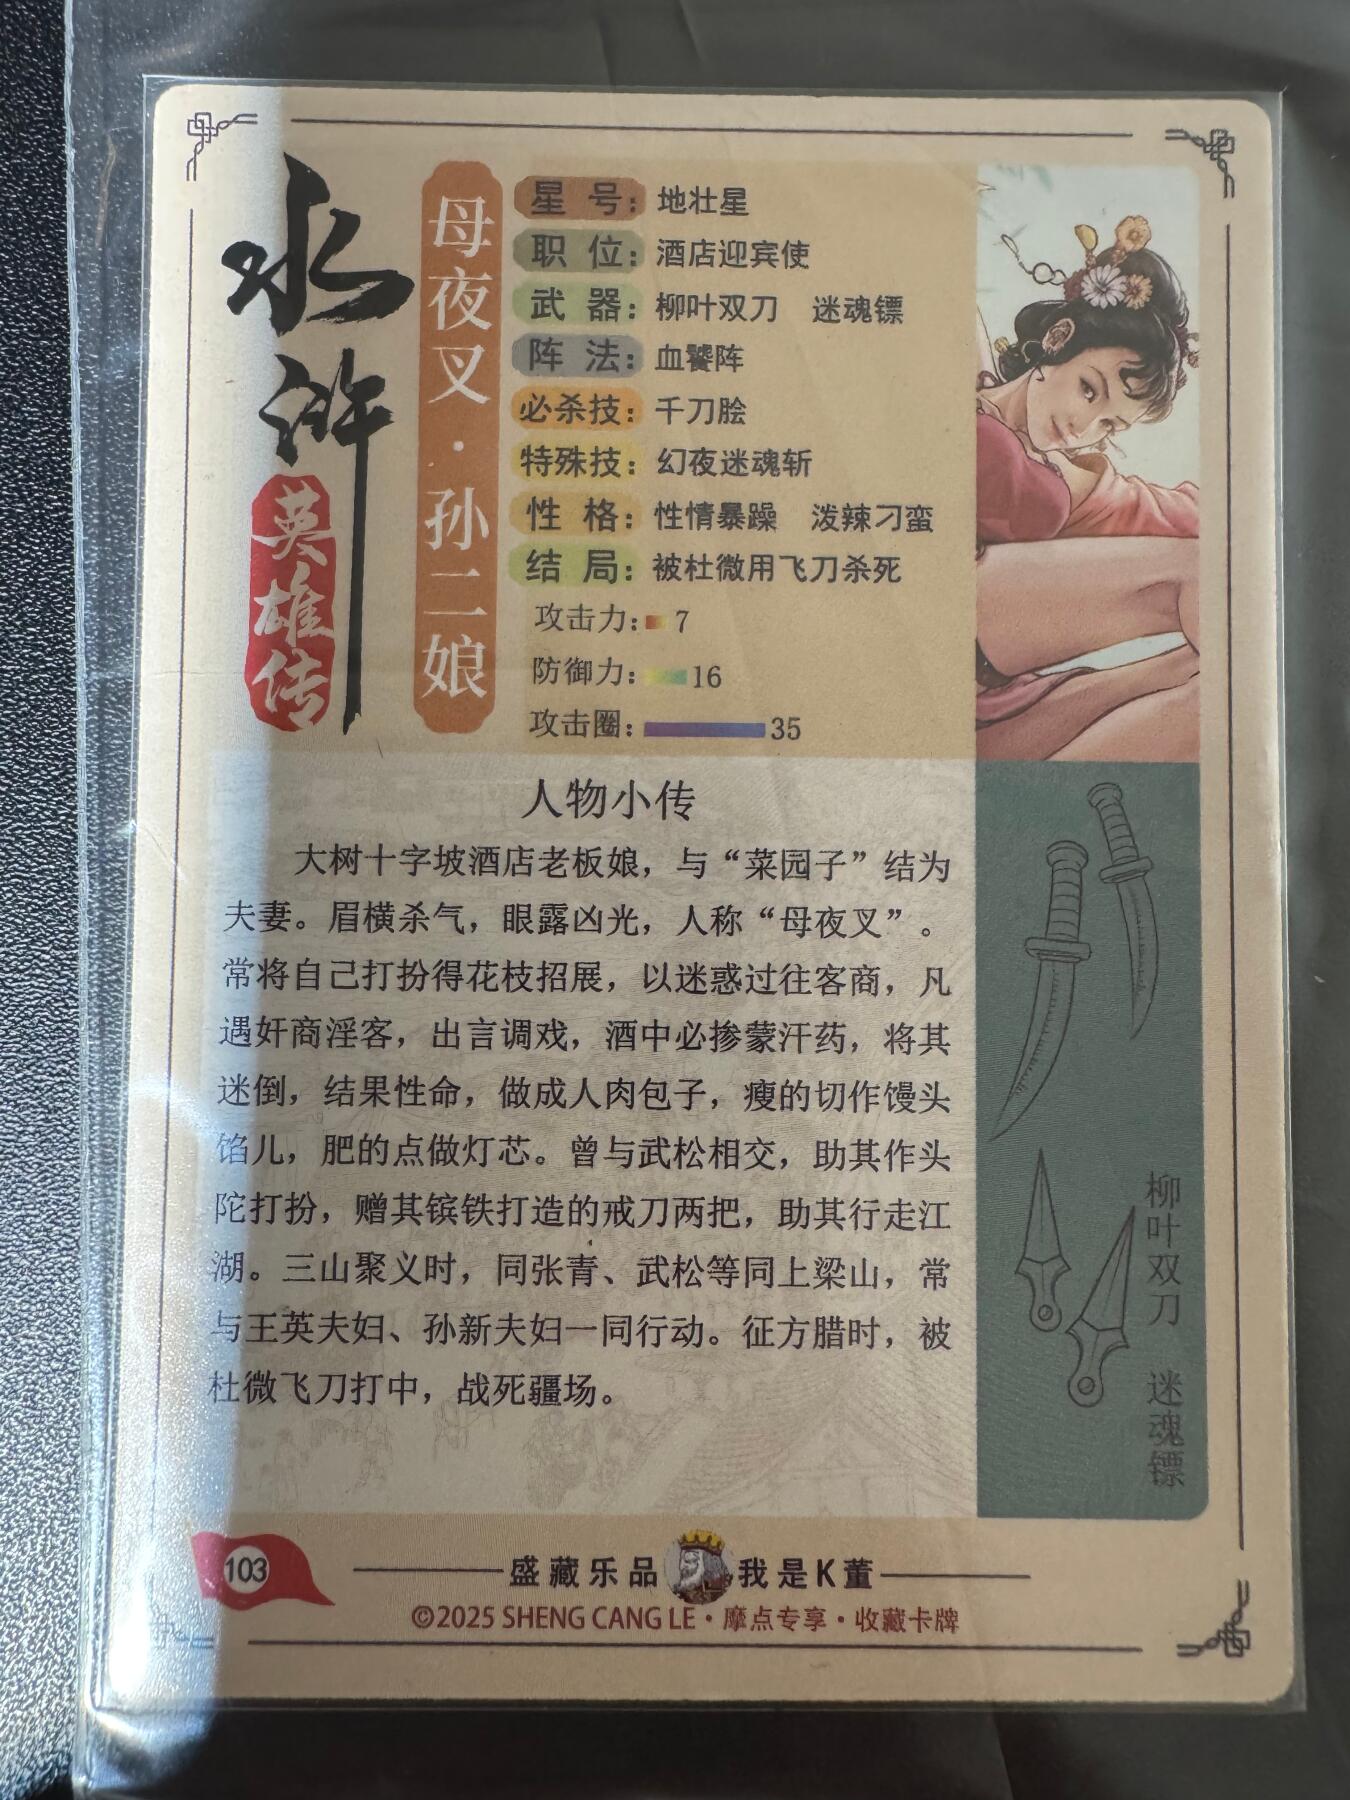 水浒
英雄传
母夜叉·孙二娘
星号：地壮星
职位：酒店迎宾使
武器：柳叶双刀 迷魂镖
阵法：血饕阵
必杀技：千刀脍
特殊技：幻夜迷魂斩
性格：性情暴躁 泼辣刁蛮
结局：被杜微用飞刀杀死
攻击力：7
防御力：16
攻击圈：35
人物小传
大树十字坡酒店老板娘，与“菜园子”结为
夫妻。眉横杀气，眼露凶光，人称“母夜叉”。
常将自己打扮得花枝招展，以迷惑过往客商，凡
遇奸商淫客，出言调戏，酒中必掺蒙汗药，将其
迷倒，结果性命，做成人肉包子，瘦的切作馒头
馅儿，肥的点做灯芯。曾与武松相交，助其作头
陀打扮，赠其镔铁打造的戒刀两把，助其行走江
湖。三山聚义时，同张青、武松等同上梁山，常
与王英夫妇、孙新夫妇一同行动。征方腊时，被
杜微飞刀打中，战死疆场。
柳叶双刀 迷魂镖
103
盛藏乐品 我是K董
©2025 SHENG CANG LE·摩点专享·收藏卡牌